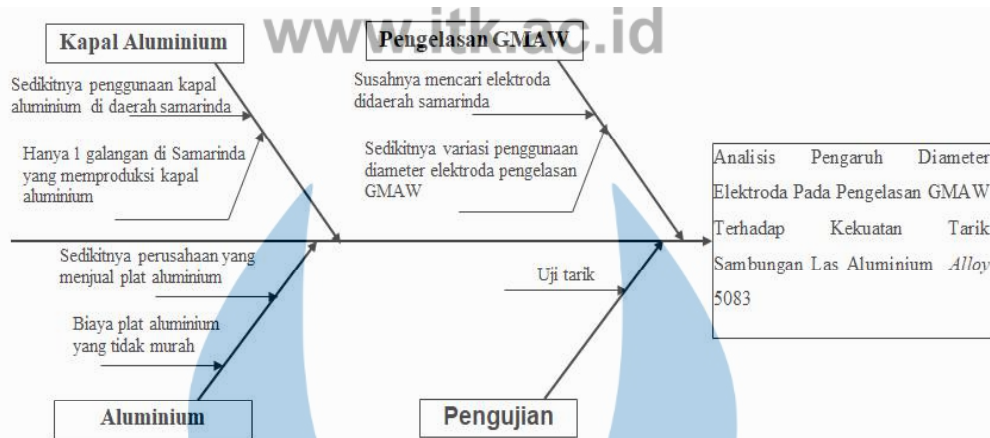 www.itk.ac.id
Kapal Aluminium
Pengelasan GMAW
Sedikitnya penggunaan kapal
aluminium di daerah samarinda
Hanya 1 galangan di Samarinda
yang memproduksi kapal
aluminium
Susahnya mencari elektroda
didaerah samarinda
Sedikitnya variasi penggunaan
diameter elektroda pengelasan
GMAW
Analisis Pengaruh Diameter
Elektroda Pada Pengelasan GMAW
Terhadap Kekuatan Tarik
Sambungan Las Aluminium Alloy
5083
Sedikitnya perusahaan yang
menjual plat aluminium
Biaya plat aluminium
yang tidak murah
Uji tarik
Aluminium
Pengujian